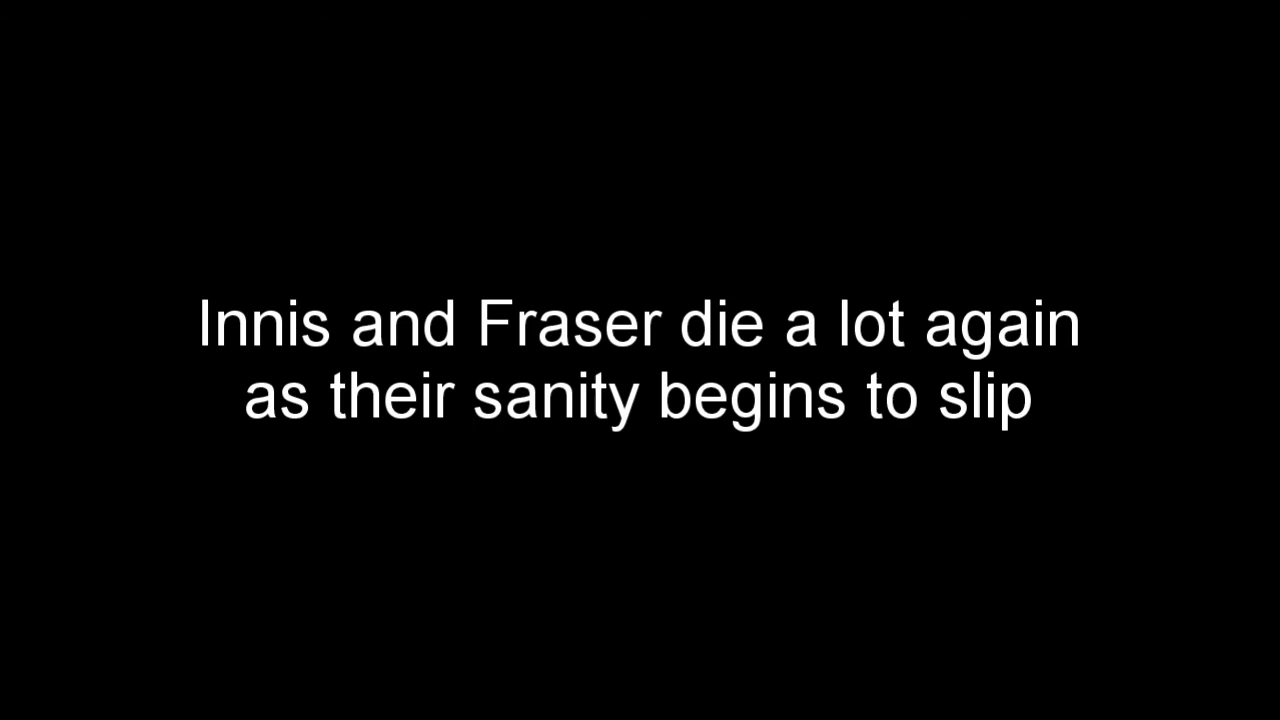 Innis and Fraser die a lot again
as their sanity begins to slip